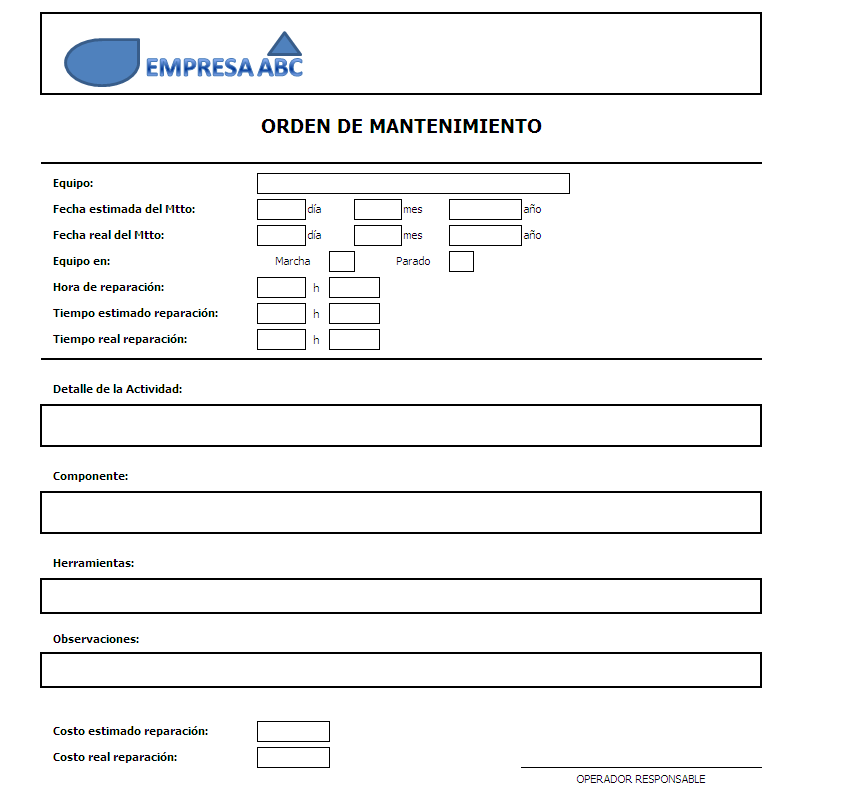 EMPRESA ABC
ORDEN DE MANTENIMIENTO
Equipo:
Fecha estimada del Mtto: día mes año
Fecha real del Mtto: día mes año
Equipo en: Marcha Parado
Hora de reparación: h
Tiempo estimado reparación: h
Tiempo real reparación: h
Detalle de la Actividad:
Componente:
Herramientas:
Observaciones:
Costo estimado reparación:
Costo real reparación:
OPERADOR RESPONSABLE